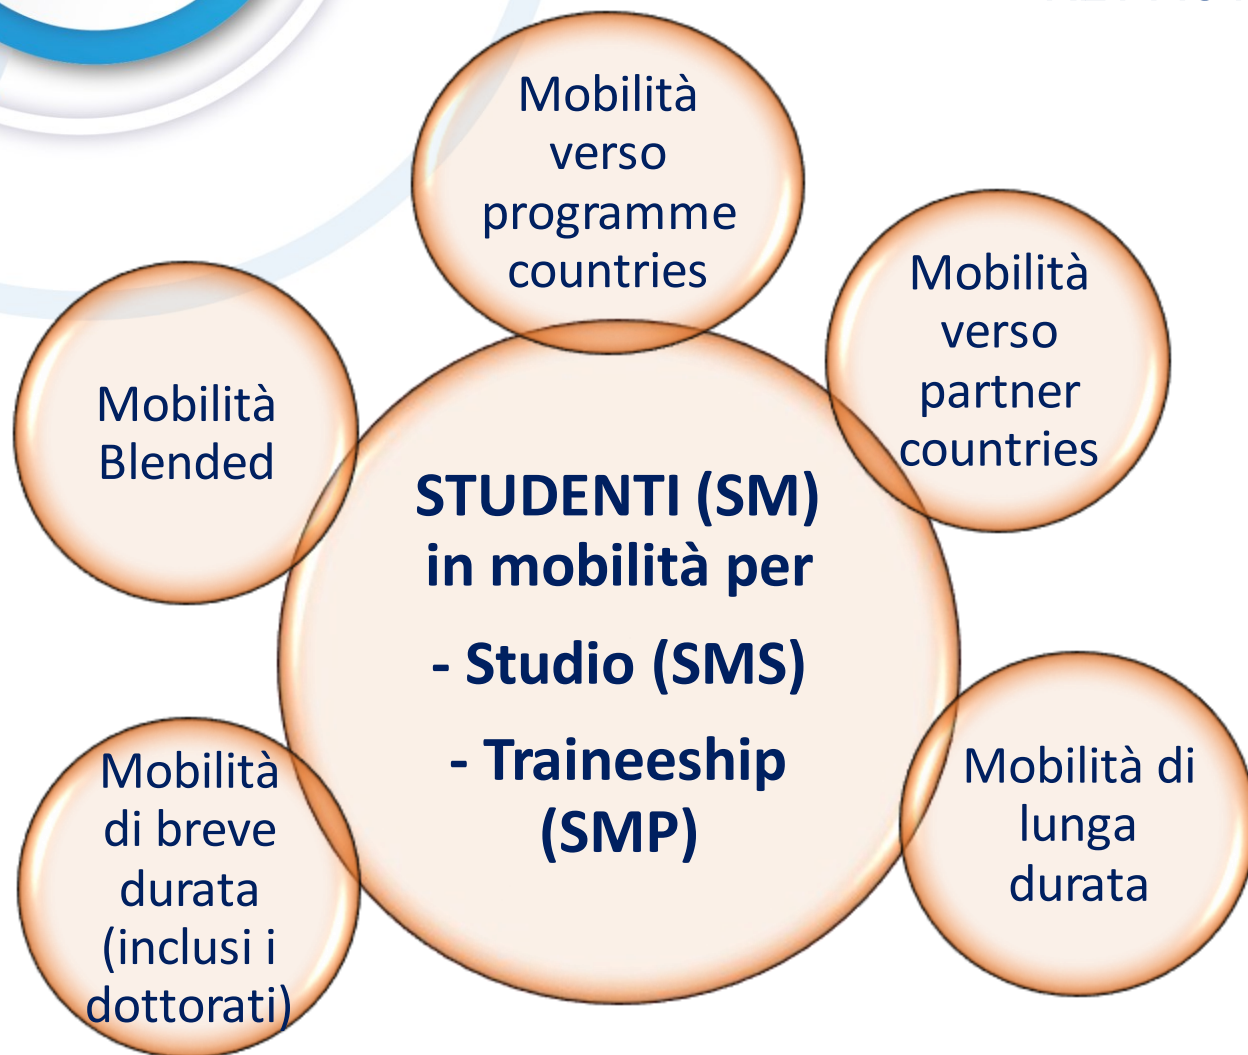 Mobilità
verso
programme
countries
Mobilità
verso
partner
countries
Mobilità
Blended
STUDENTI (SM)
in mobilità per
- Studio (SMS)
- Traineeship
(SMP)
Mobilità di
lunga
durata
Mobilità
di breve
durata
(inclusi i
dottorati)